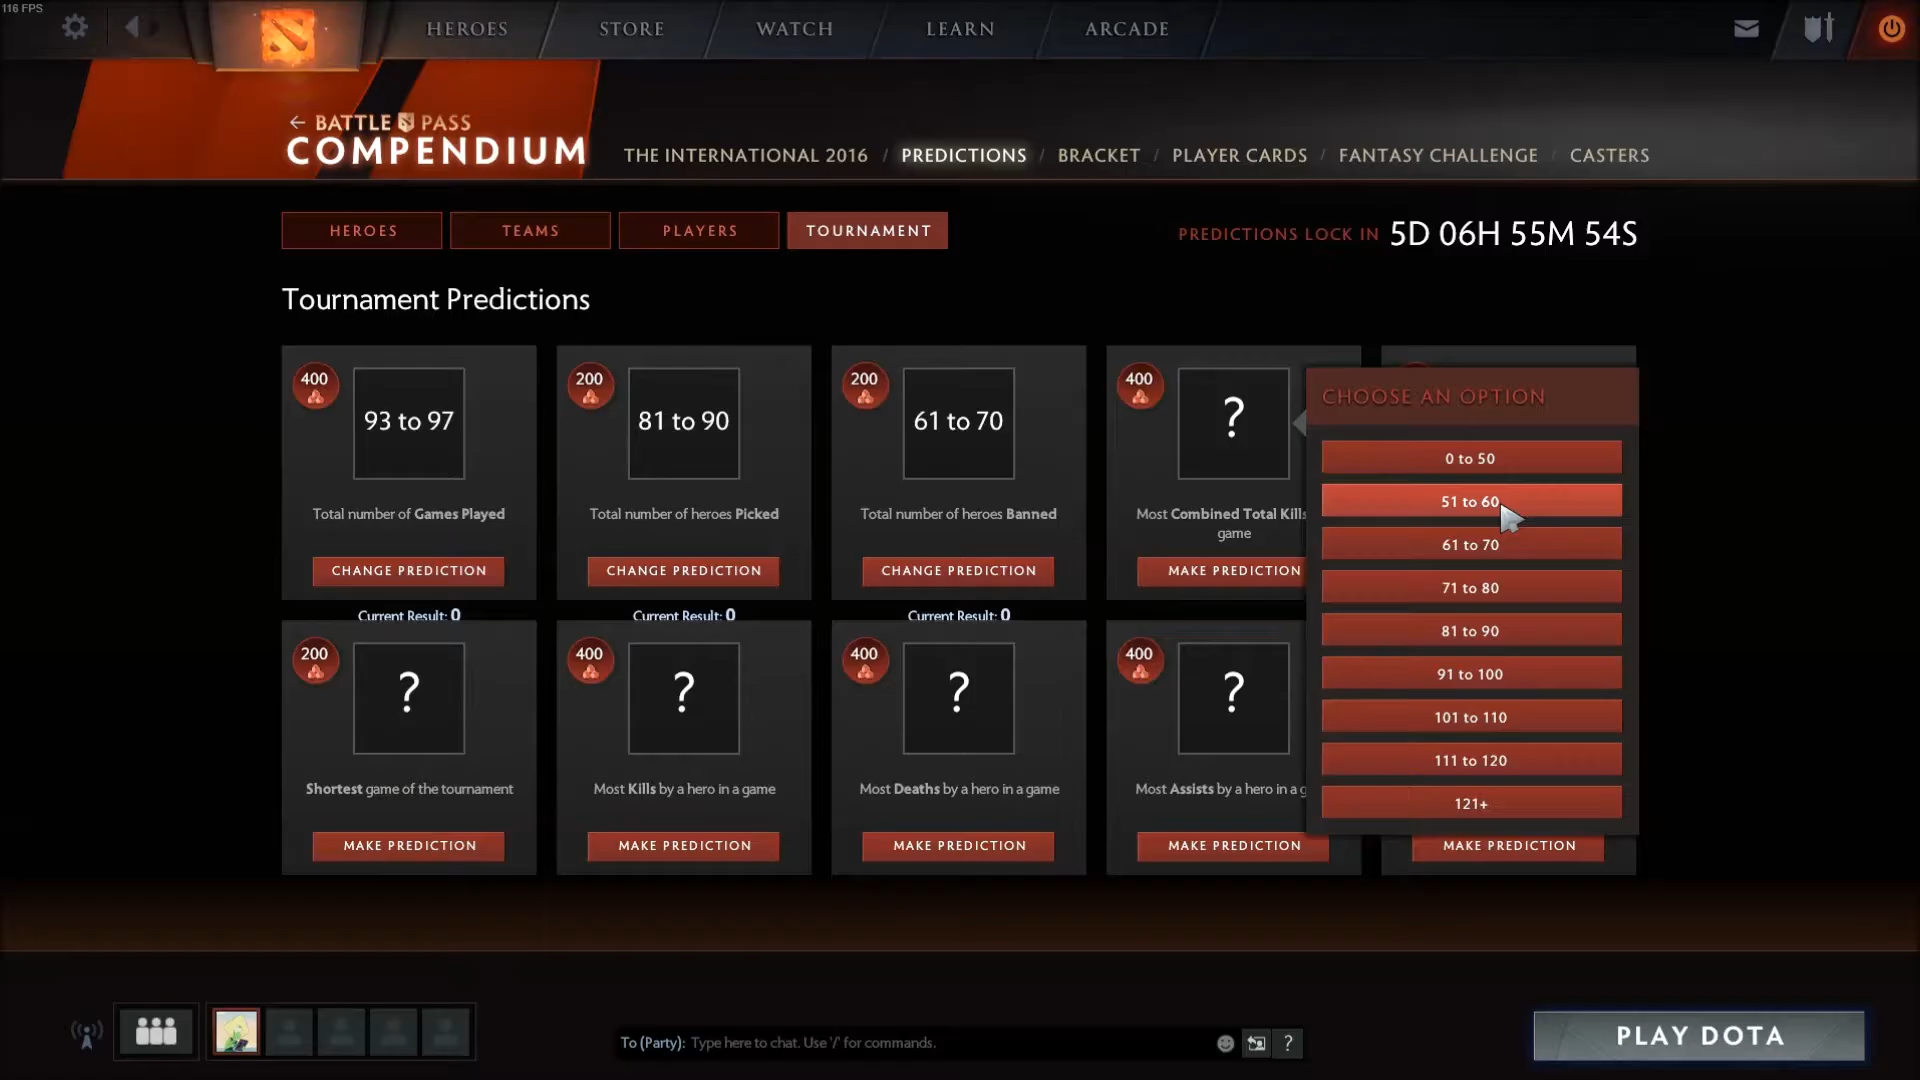 116 FPS
HEROES
STORE
WATCH
LEARN
ARCADE
← BATTLE PASS
COMPENDIUM
THE INTERNATIONAL 2016 / PREDICTIONS / BRACKET / PLAYER CARDS / FANTASY CHALLENGE / CASTERS
HEROES
TEAMS
PLAYERS
TOURNAMENT
PREDICTIONS LOCK IN 5D 06H 55M 54S
Tournament Predictions
400
93 to 97
Total number of Games Played
CHANGE PREDICTION
Current Result: 0
200
81 to 90
Total number of heroes Picked
CHANGE PREDICTION
Current Result: 0
200
61 to 70
Total number of heroes Banned
CHANGE PREDICTION
Current Result: 0
400
?
Most Combined Total Kills
game
MAKE PREDICTION
CHOOSE AN OPTION
0 to 50
51 to 60
61 to 70
71 to 80
81 to 90
91 to 100
101 to 110
111 to 120
121+
200
?
Shortest game of the tournament
MAKE PREDICTION
400
?
Most Kills by a hero in a game
MAKE PREDICTION
400
?
Most Deaths by a hero in a game
MAKE PREDICTION
400
?
Most Assists by a hero in a g
MAKE PREDICTION
MAKE PREDICTION
To (Party): Type here to chat. Use '/' for commands.
?
PLAY DOTA